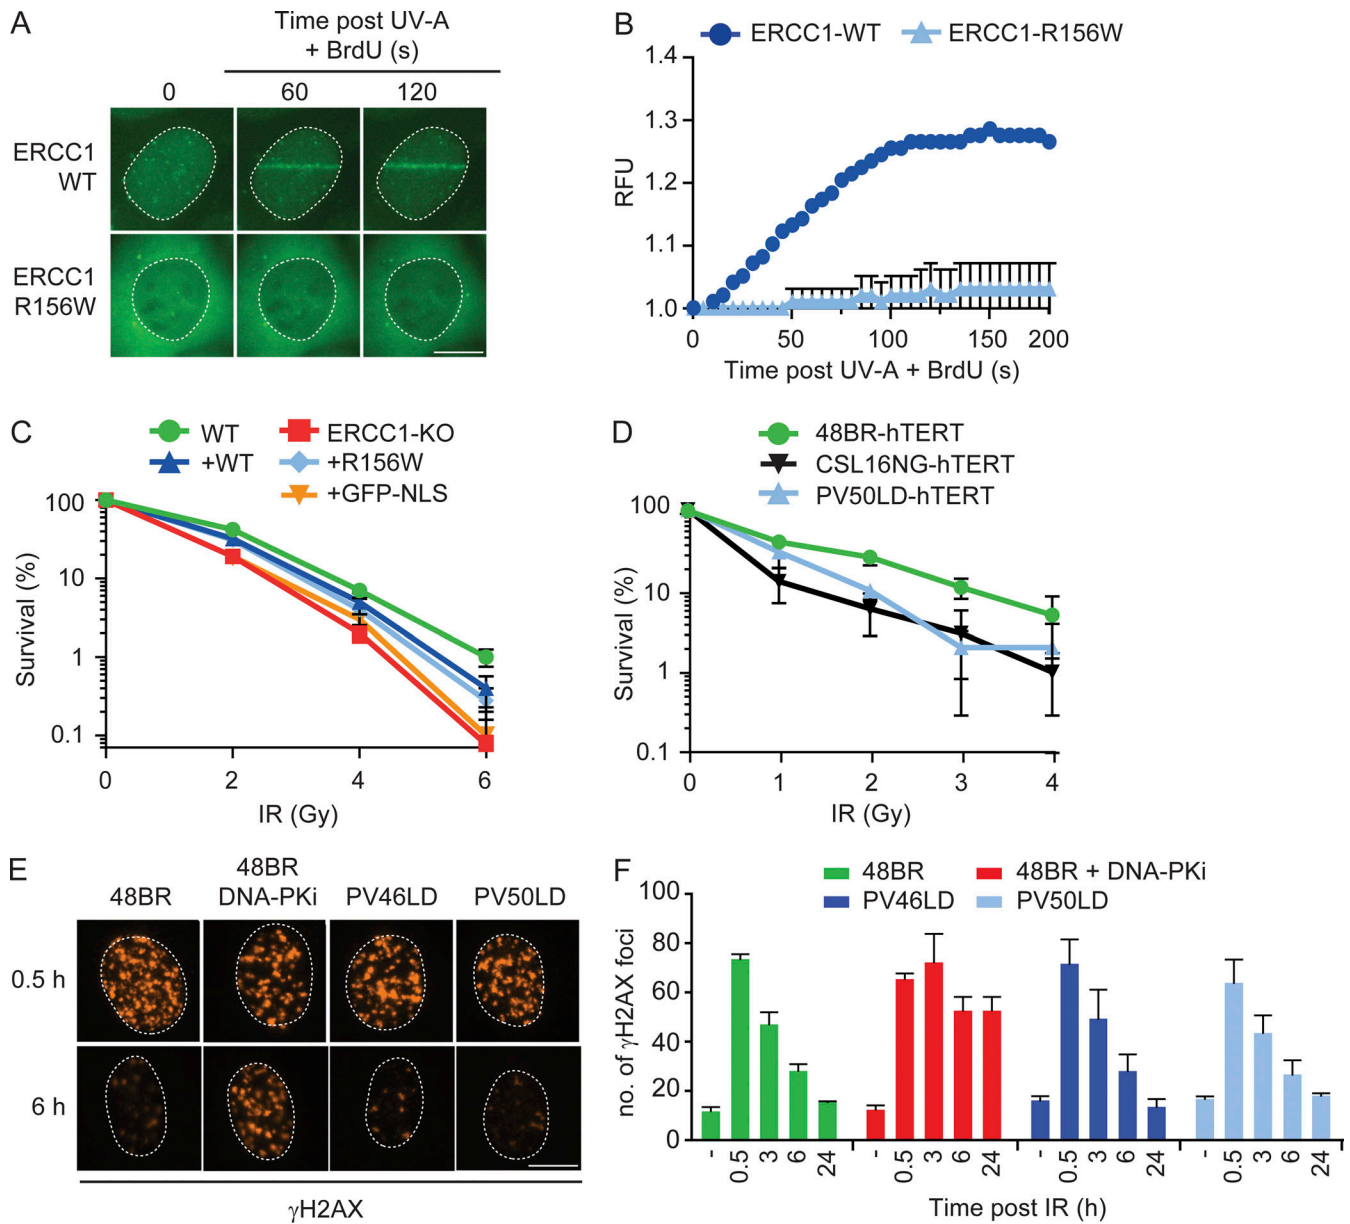 A
Time post UV-A
+ BrdU (s)
0 60 120
ERCC1
WT
ERCC1
R156W
B
ERCC1-WT ERCC1-R156W
1.4
1.3
1.2
1.1
1.0
RFU
0 50 100 150 200
Time post UV-A + BrdU (s)
C
WT ERCC1-KO
+WT +R156W
+GFP-NLS
100
10
1
0.1
Survival (%)
0 2 4 6
IR (Gy)
D
48BR-hTERT
CSL16NG-hTERT
PV50LD-hTERT
100
10
1
0.1
Survival (%)
0 1 2 3 4
IR (Gy)
E
48BR 48BR DNA-PKi PV46LD PV50LD
0.5 h
6 h
γH2AX
F
48BR 48BR + DNA-PKi
PV46LD PV50LD
100
80
60
40
20
0
no. of γH2AX foci
- 0.5 3 6 24 - 0.5 3 6 24 - 0.5 3 6 24 - 0.5 3 6 24
Time post IR (h)